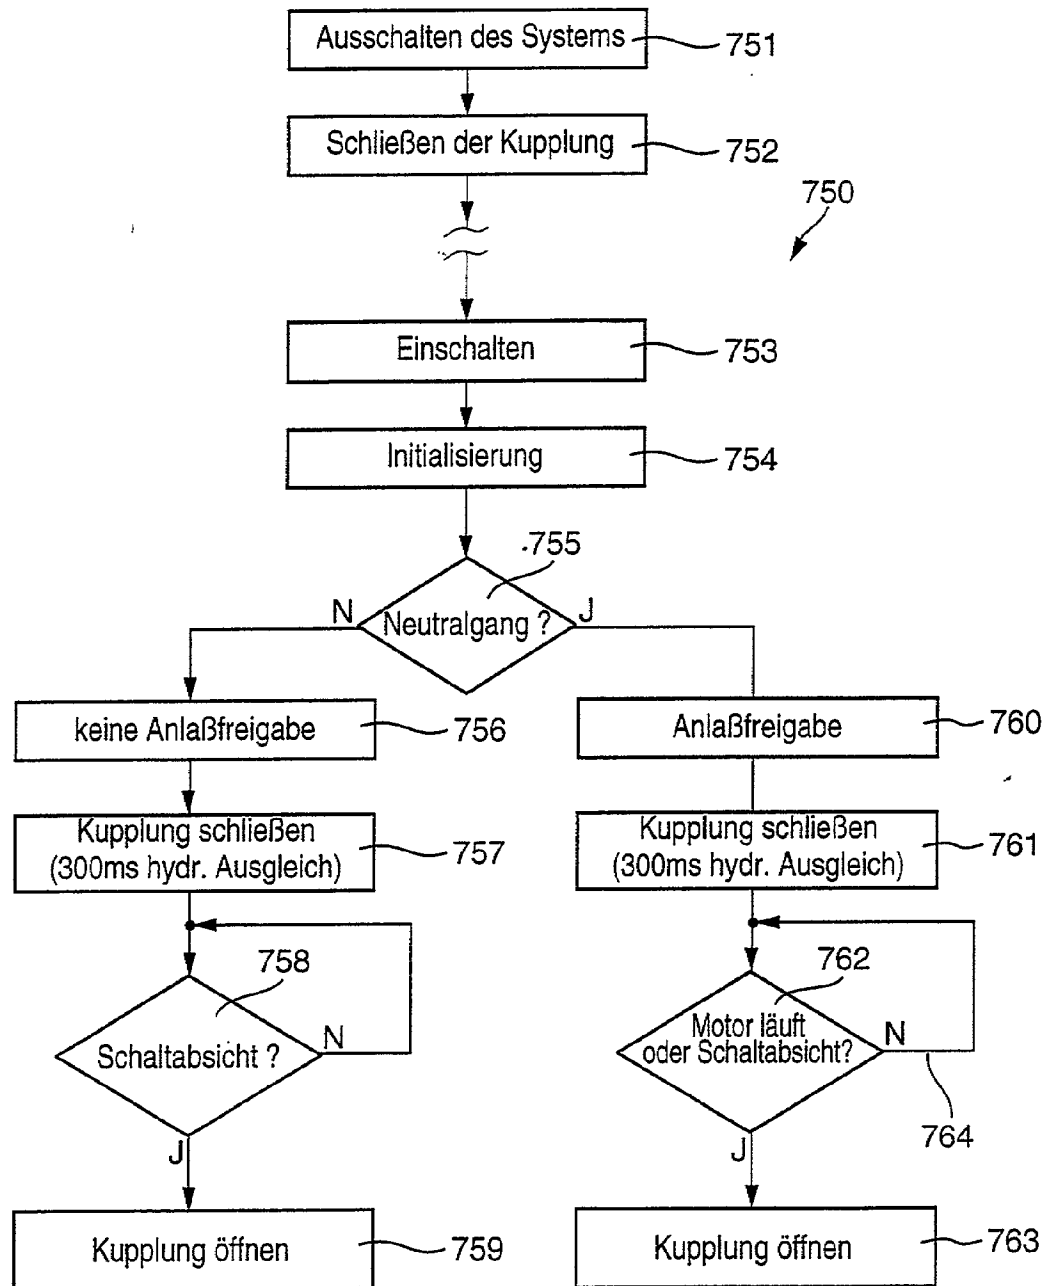 Ausschalten des Systems
751
Schließen der Kupplung
752
750
Einschalten
753
Initialisierung
754
755
N
Neutralgang ?
J
keine Anlaßfreigabe
756
Anlaßfreigabe
760
Kupplung schließen
(300ms hydr. Ausgleich)
757
Kupplung schließen
(300ms hydr. Ausgleich)
761
758
Schaltabsicht ?
N
J
762
Motor läuft
oder Schaltabsicht?
N
764
J
Kupplung öffnen
759
Kupplung öffnen
763